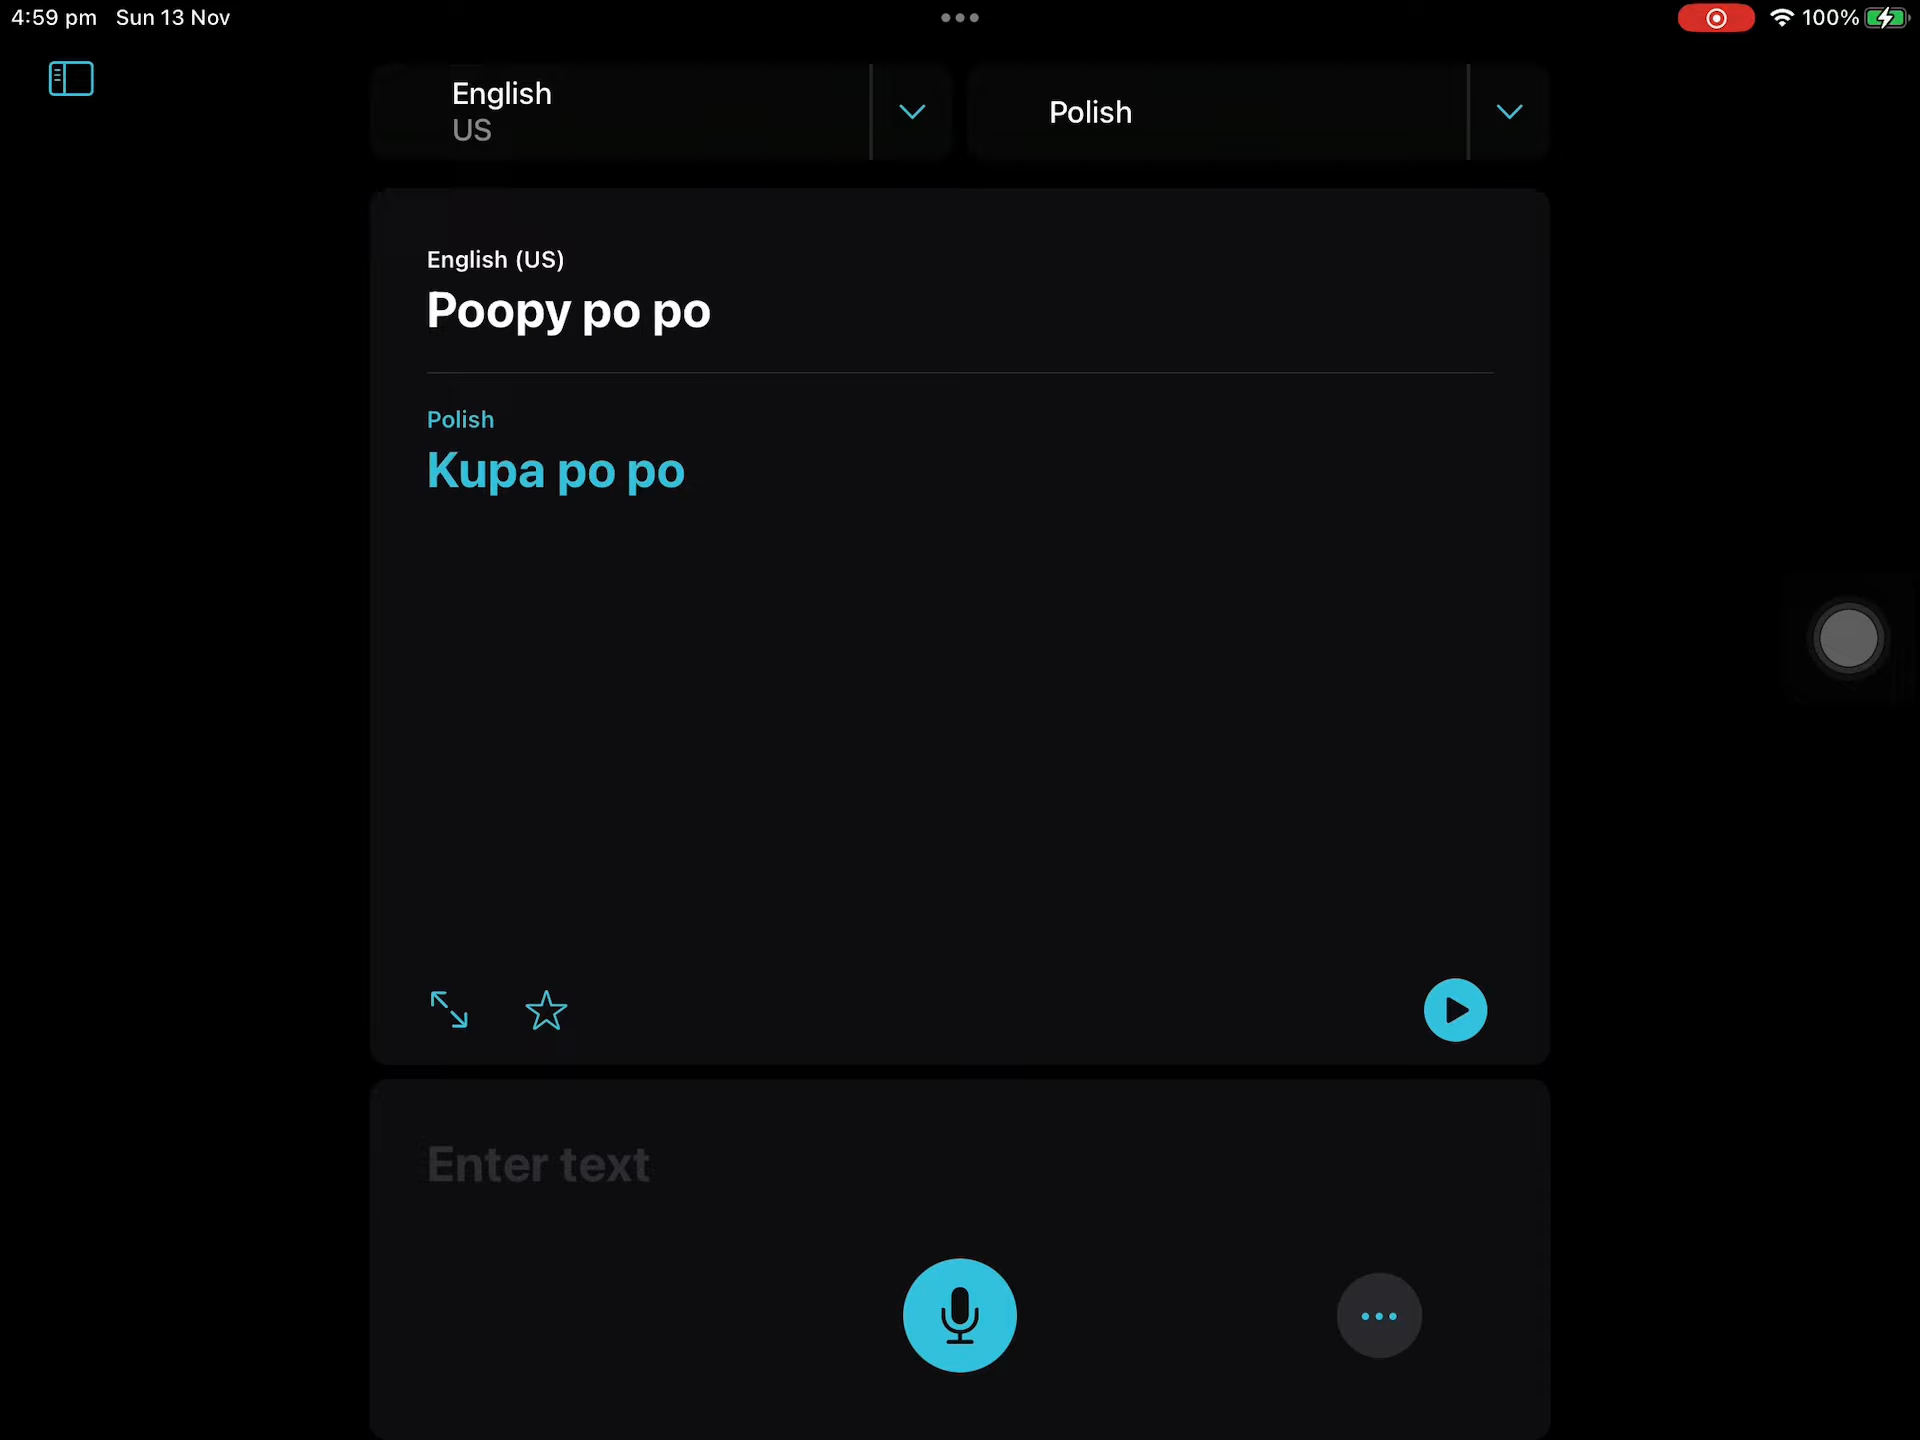 4:59 pm Sun 13 Nov
100%
English
US
Polish
English (US)
Poopy po po
Polish
Kupa po po
Enter text